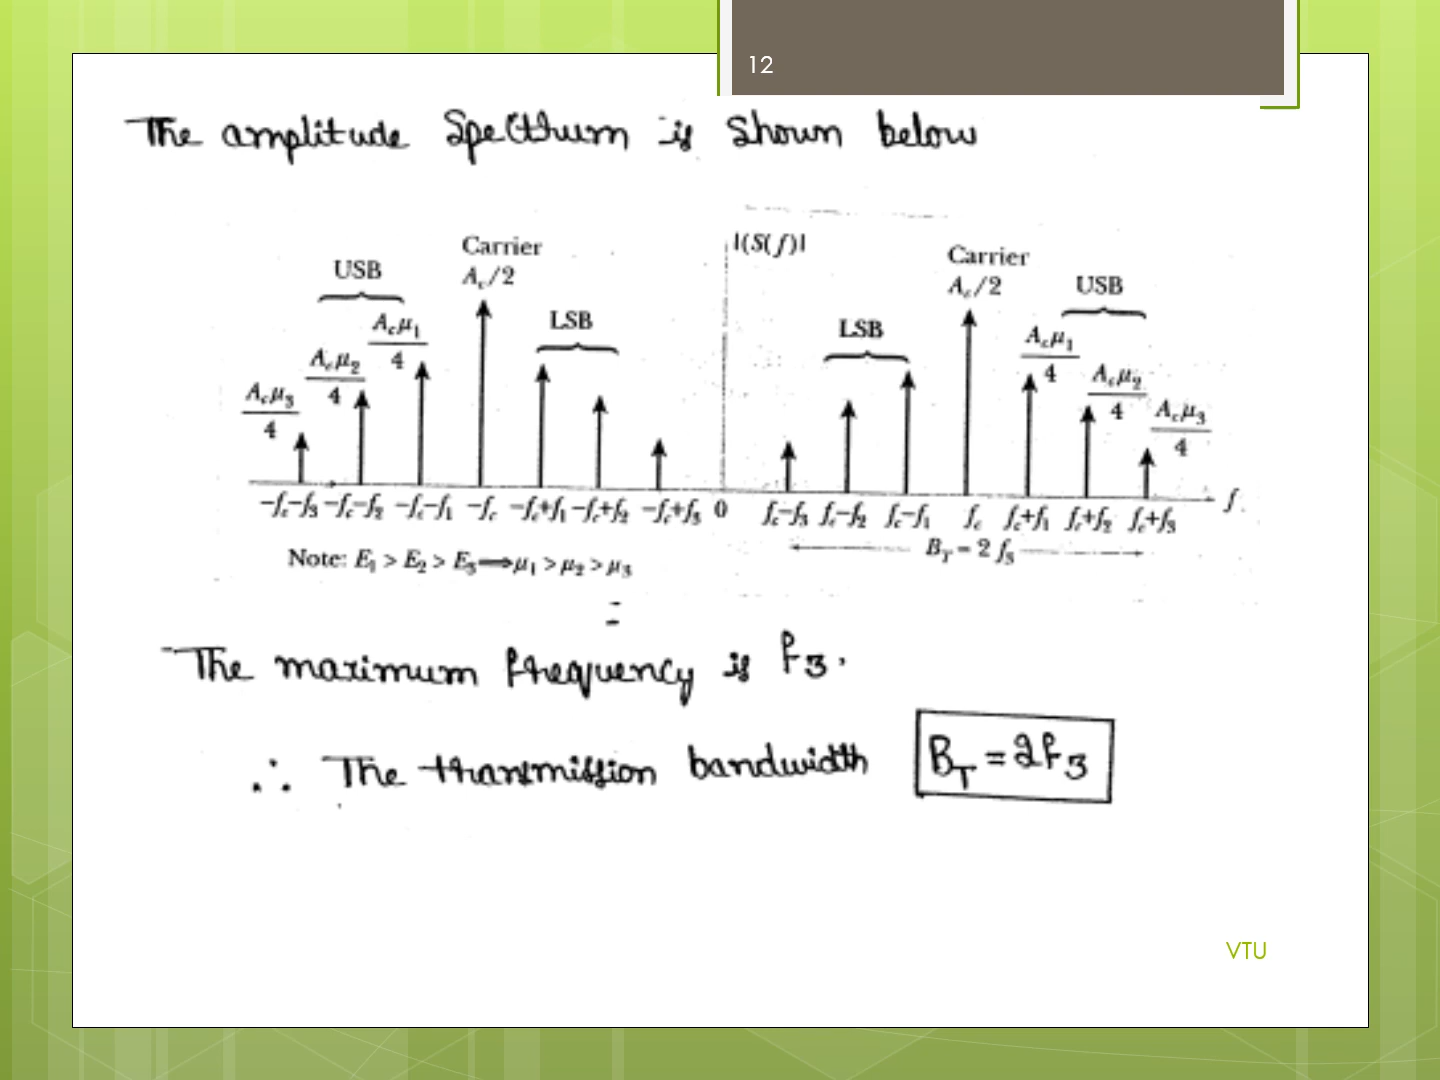 12
The amplitude Spectrum is shown below
|(S(f)|
Carrier
A_c/2
USB
LSB
A_cμ_1/4
A_cμ_2/4
A_cμ_3/4
Carrier
A_c/2
LSB
USB
A_cμ_1/4
A_cμ_2/4
A_cμ_3/4
−f_c−f_3 −f_c−f_2 −f_c−f_1 −f_c −f_c+f_1 −f_c+f_2 −f_c+f_3 0 f_c−f_3 f_c−f_2 f_c−f_1 f_c f_c+f_1 f_c+f_2 f_c+f_3 f
B_T = 2 f_3
Note: E_1 > E_2 > E_3 ⟹ μ_1 > μ_2 > μ_3
The maximum frequency is f_3.
∴ The transmission bandwidth B_T = 2f_3
VTU